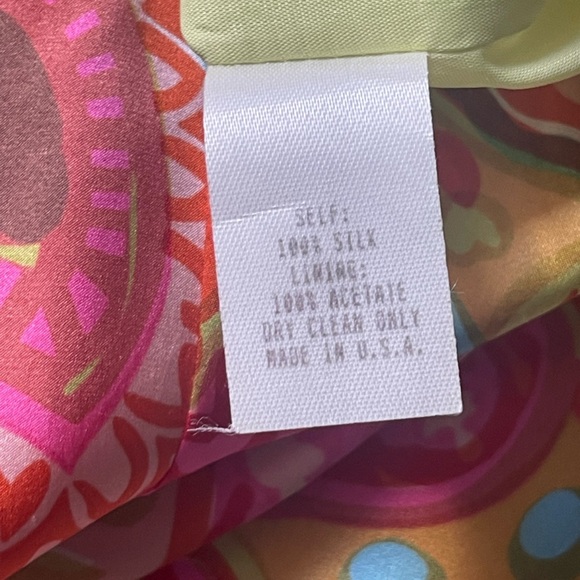 SELF:
100% SILK
LINING:
100% ACETATE
DRY CLEAN ONLY
MADE IN U.S.A.